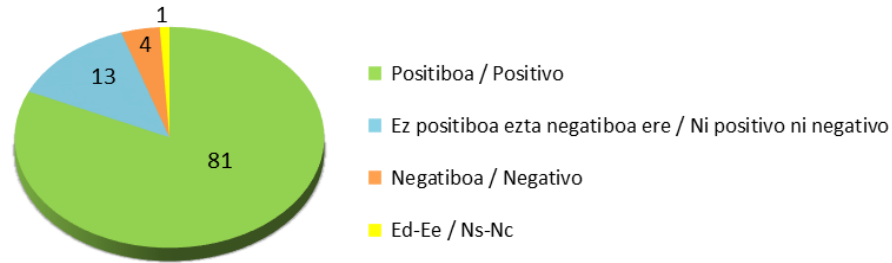 1
4
13
81
Positiboa / Positivo
Ez positiboa ezta negatiboa ere / Ni positivo ni negativo
Negatiboa / Negativo
Ed-Ee / Ns-Nc